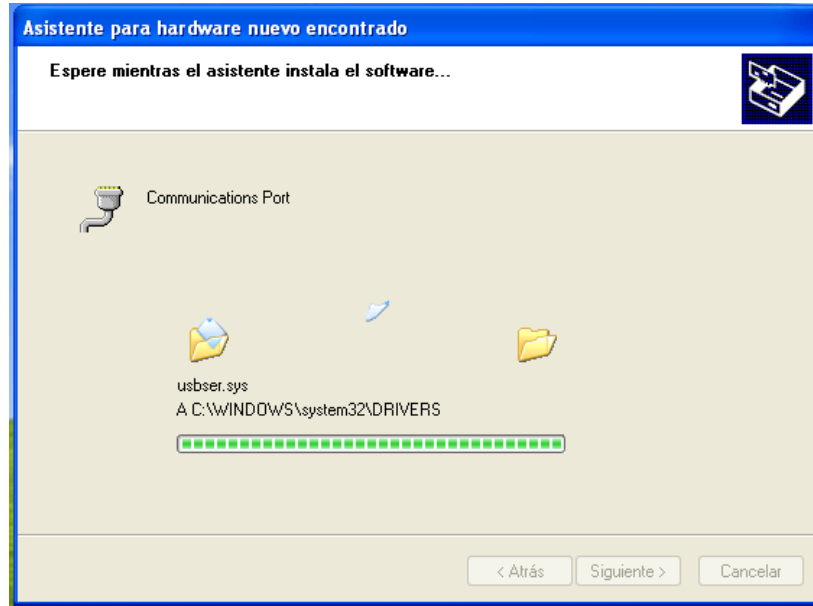 Asistente para hardware nuevo encontrado
Espere mientras el asistente instala el software...
Communications Port
usbser.sys
A C:\WINDOWS\system32\DRIVERS
< Atrás
Siguiente >
Cancelar